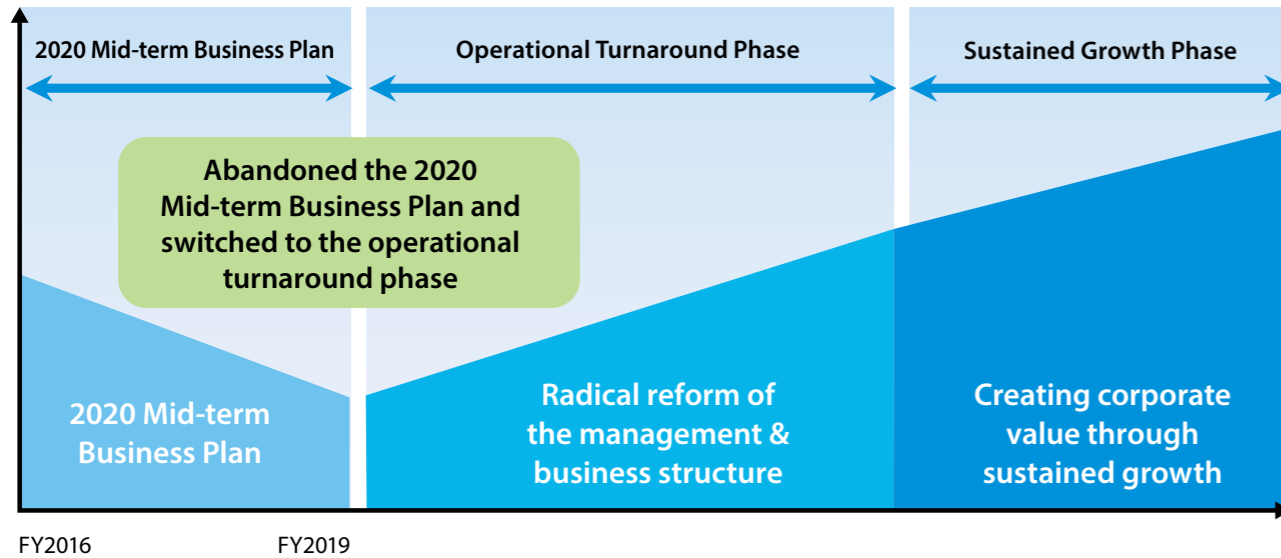 2020 Mid-term Business Plan
Operational Turnaround Phase
Sustained Growth Phase
Abandoned the 2020
Mid-term Business Plan and
switched to the operational
turnaround phase
2020 Mid-term
Business Plan
Radical reform of
the management &
business structure
Creating corporate
value through
sustained growth
FY2016
FY2019